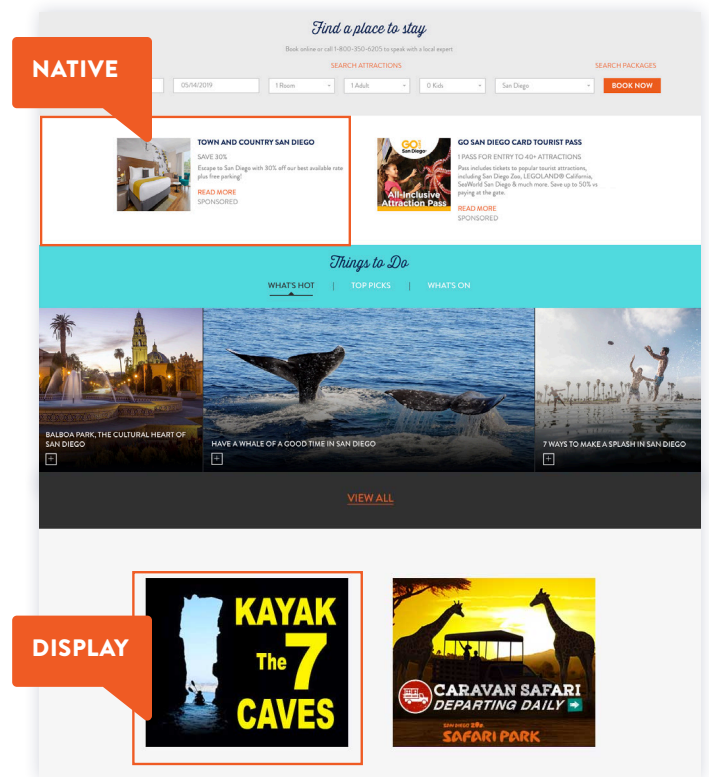 Find a place to stay
Book online or call 1-800-350-6205 to speak with a local expert
SEARCH ATTRACTIONS
SEARCH PACKAGES
NATIVE
05/14/2019
1 Room
1 Adult
0 Kids
San Diego
BOOK NOW
TOWN AND COUNTRY SAN DIEGO
SAVE 30%
Escape to San Diego with 30% off our best available rate
plus free parking!
READ MORE
SPONSORED
GO!
San Diego
All-Inclusive
Attraction Pass
GO SAN DIEGO CARD TOURIST PASS
1 PASS FOR ENTRY TO 40+ ATTRACTIONS
Pass includes tickets to popular tourist attractions,
including San Diego Zoo, LEGOLAND® California,
SeaWorld San Diego & much more. Save up to 50% vs
paying at the gate.
READ MORE
SPONSORED
Things to Do
WHAT'S HOT | TOP PICKS | WHAT'S ON
BALBOA PARK, THE CULTURAL HEART OF
SAN DIEGO
HAVE A WHALE OF A GOOD TIME IN SAN DIEGO
7 WAYS TO MAKE A SPLASH IN SAN DIEGO
VIEW ALL
DISPLAY
KAYAK
The 7
CAVES
CARAVAN SAFARI
DEPARTING DAILY
SAN DIEGO ZOO
SAFARI PARK